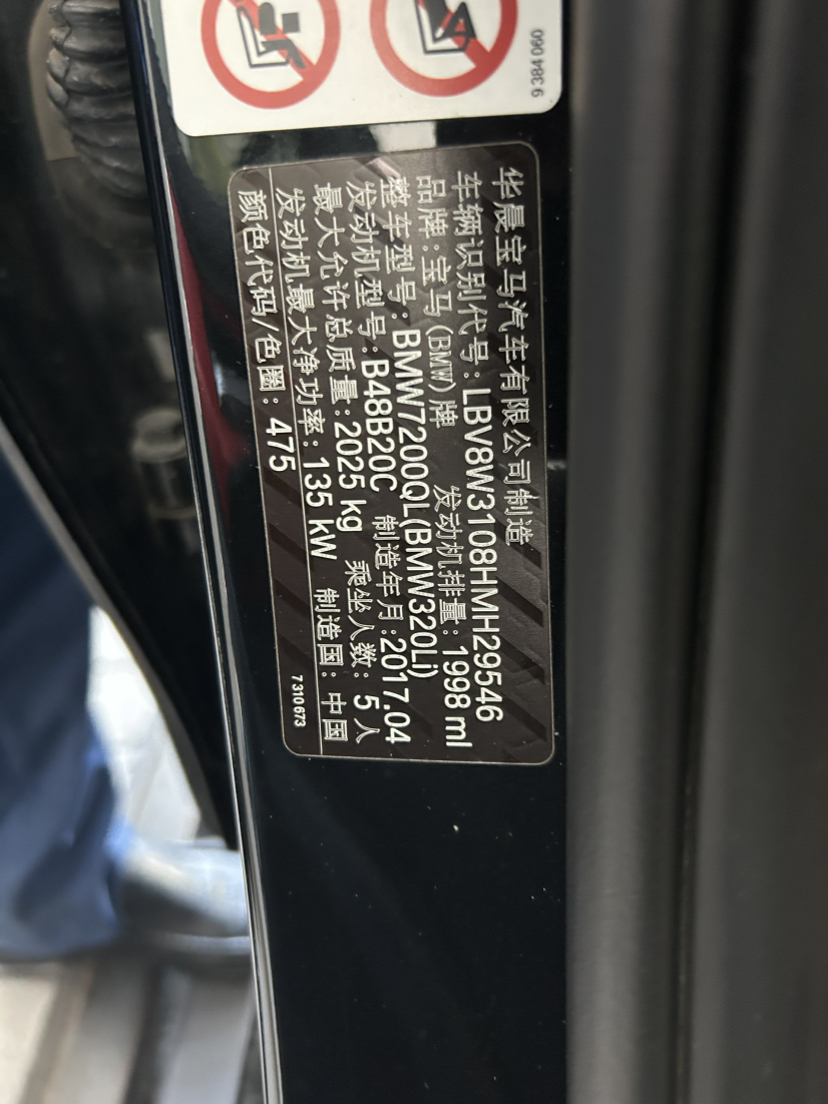 9 384 060
华晨宝马汽车有限公司制造
车辆识别代号:LBV8W3108HMH29546
品牌:宝马(BMW)牌 发动机排量:1998 ml
整车型号:BMW7200QL(BMW320Li)
发动机型号:B48B20C 制造年月:2017.04
最大允许总质量:2025 kg 乘坐人数:5人
发动机最大净功率:135 kW 制造国:中国
颜色代码/色圈:475
7 310 673